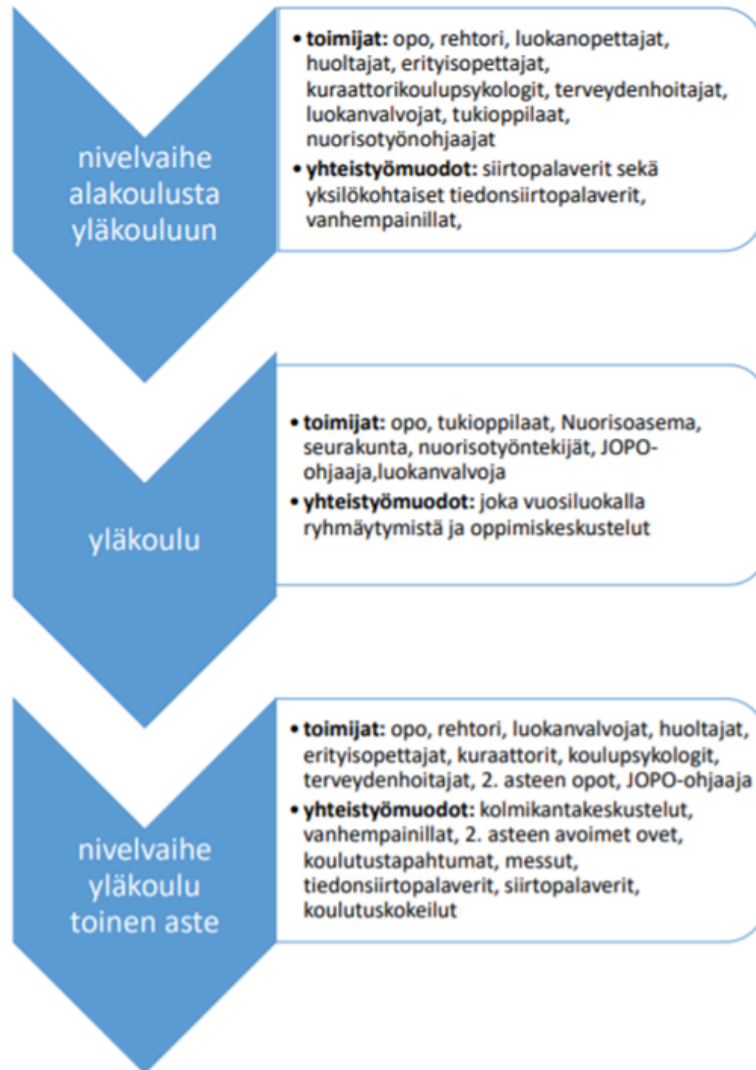 nivelvaihe
alakoulusta
yläkouluun
• toimijat: opo, rehtori, luokanopettajat,
huoltajat, erityisopettajat,
kuraattorikoulupsykologit, terveydenhoitajat,
luokanvalvojat, tukioppilaat,
nuorisotyönohjaajat
• yhteistyömuodot: siirtopalaverit sekä
yksilökohtaiset tiedonsiirtopalaverit,
vanhempainillat,
yläkoulu
• toimijat: opo, tukioppilaat, Nuorisoasema,
seurakunta, nuorisotyöntekijät, JOPO-
ohjaaja,luokanvalvoja
• yhteistyömuodot: joka vuosiluokalla
ryhmäytymistä ja oppimiskeskustelut
nivelvaihe
yläkoulu
toinen aste
• toimijat: opo, rehtori, luokanvalvojat, huoltajat,
erityisopettajat, kuraattorit, koulupsykologit,
terveydenhoitajat, 2. asteen opot, JOPO-ohjaaja
• yhteistyömuodot: kolmikantakeskustelut,
vanhempainillat, 2. asteen avoimet ovet,
koulutustapahtumat, messut,
tiedonsiirtopalaverit, siirtopalaverit,
koulutuskokeilut